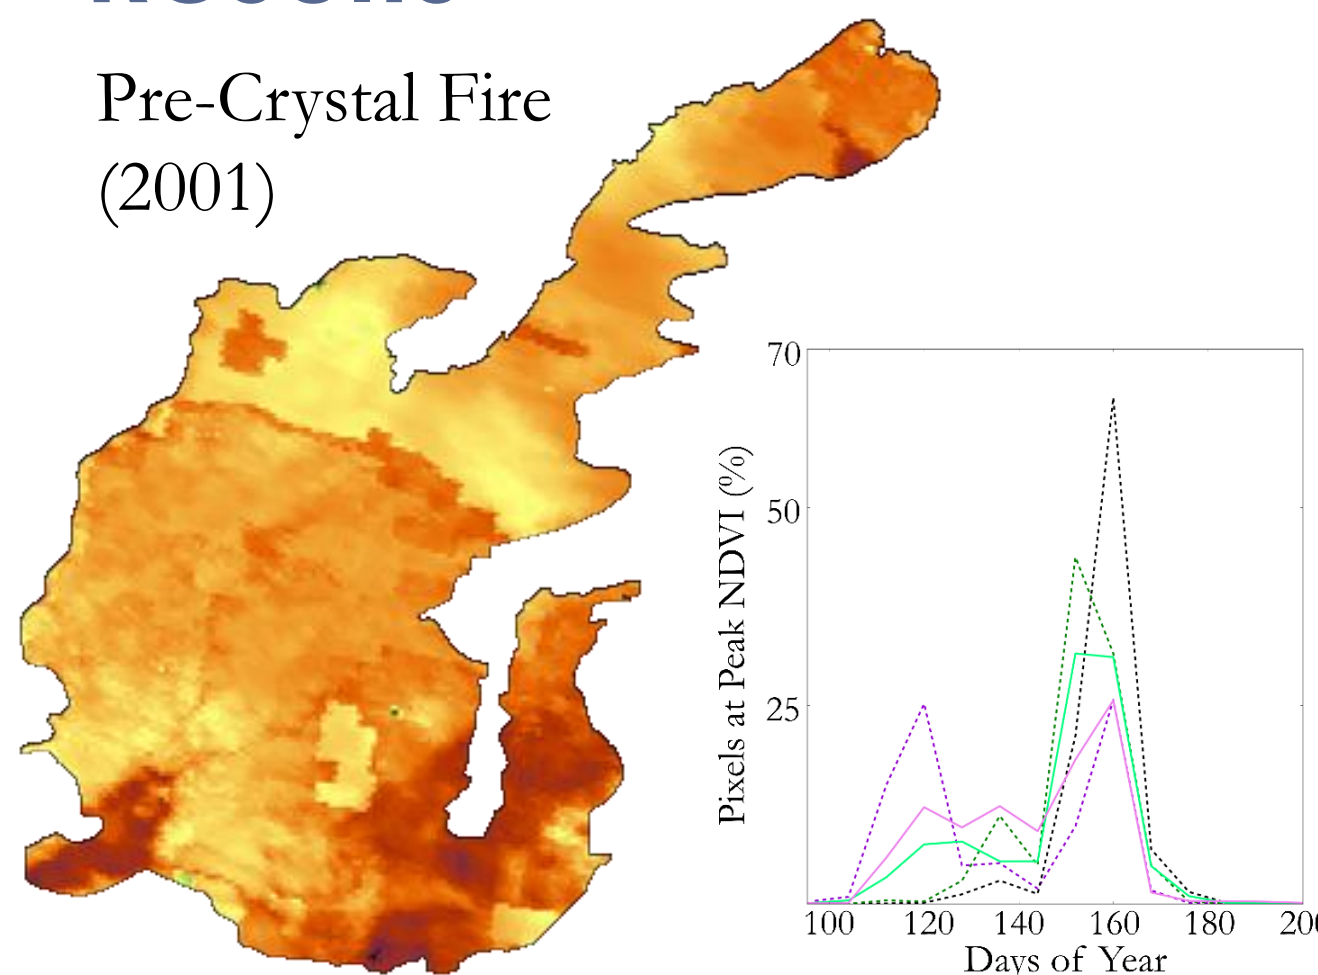 Pre-Crystal Fire
(2001)
70
50
25
Pixels at Peak NDVI (%)
100 120 140 160 180 200
Days of Year